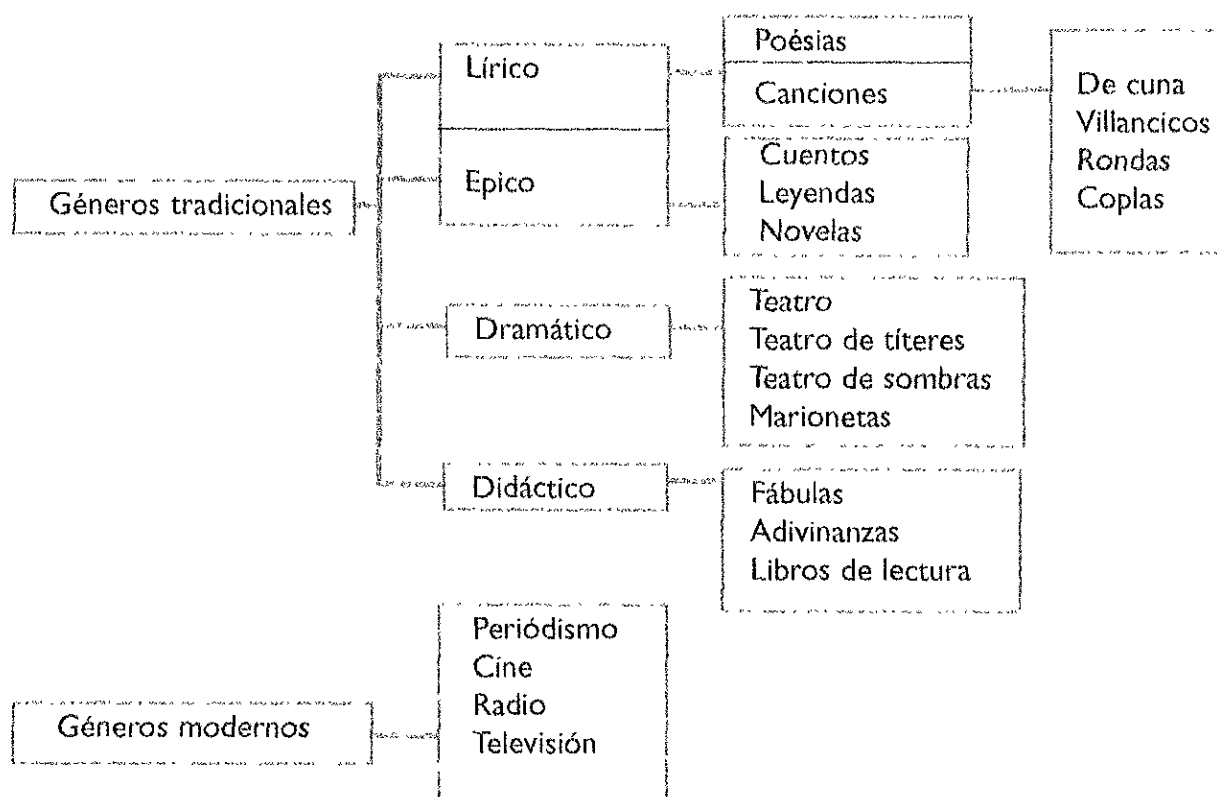 Géneros tradicionales
Lírico
Epico
Poésias
Canciones
De cuna
Villancicos
Rondas
Coplas
Cuentos
Leyendas
Novelas
Dramático
Teatro
Teatro de títeres
Teatro de sombras
Marionetas
Didáctico
Fábulas
Adivinanzas
Libros de lectura
Géneros modernos
Periódismo
Cine
Radio
Televisión